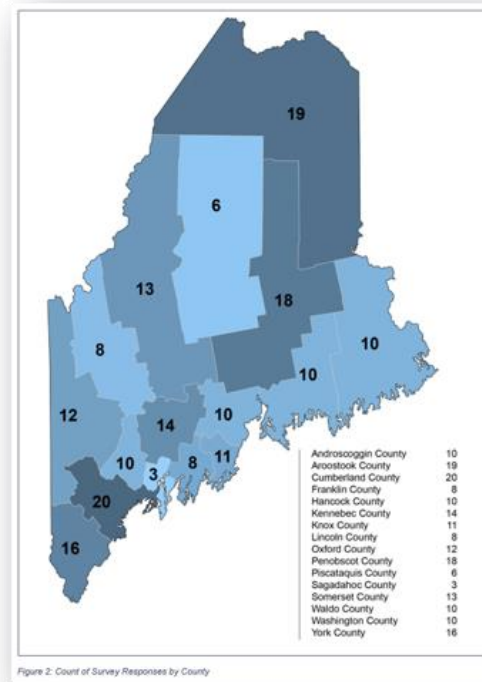 19
6
13
18
8
10
10
12
14
10
10
3
8
11
20
16
Androscoggin County 10
Aroostook County 19
Cumberland County 20
Franklin County 8
Hancock County 10
Kennebec County 14
Knox County 11
Lincoln County 8
Oxford County 12
Penobscot County 18
Piscataquis County 6
Sagadahoc County 3
Somerset County 13
Waldo County 10
Washington County 10
York County 16
Figure 2: Count of Survey Responses by County